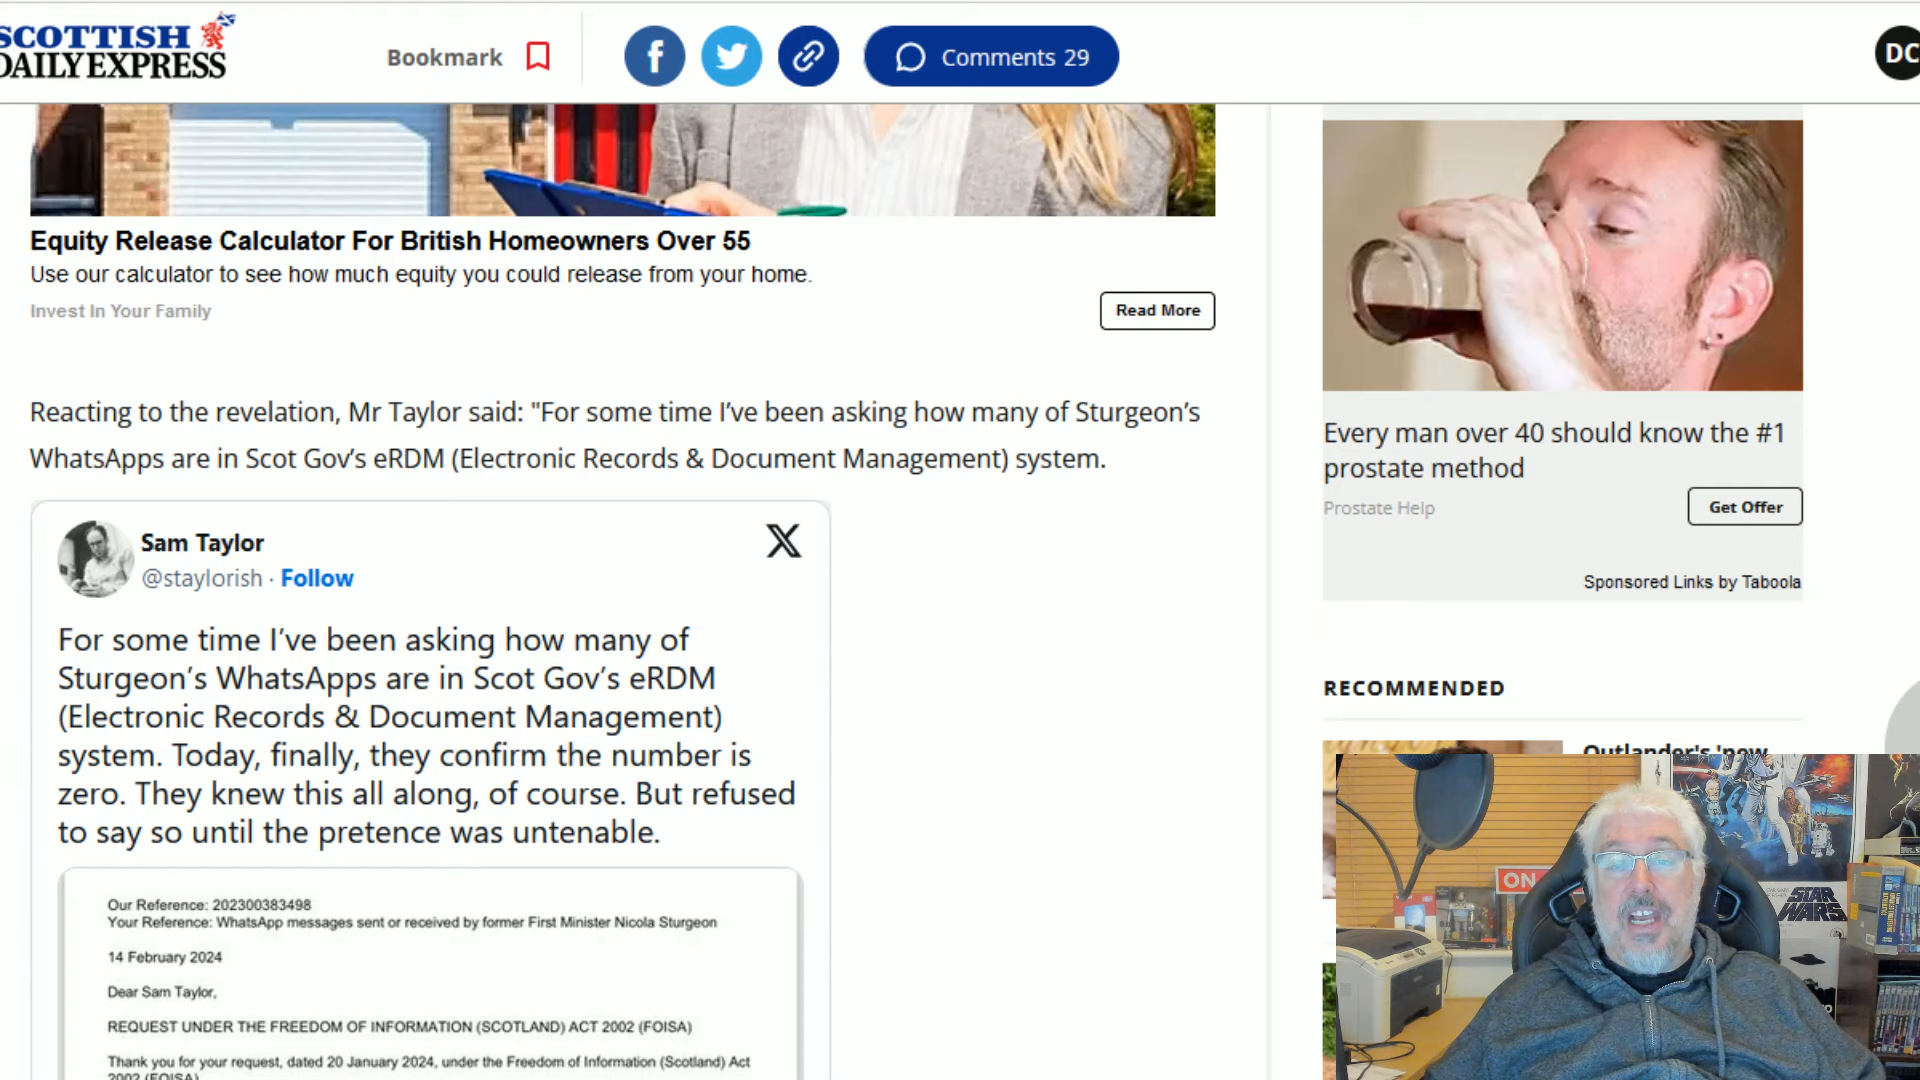 SCOTTISH
DAILY EXPRESS
Bookmark
Comments 29
DC
Equity Release Calculator For British Homeowners Over 55
Use our calculator to see how much equity you could release from your home.
Invest In Your Family
Read More
Reacting to the revelation, Mr Taylor said: "For some time I’ve been asking how many of Sturgeon’s
WhatsApps are in Scot Gov’s eRDM (Electronic Records & Document Management) system.
Sam Taylor
@staylorish · Follow
For some time I’ve been asking how many of
Sturgeon’s WhatsApps are in Scot Gov’s eRDM
(Electronic Records & Document Management)
system. Today, finally, they confirm the number is
zero. They knew this all along, of course. But refused
to say so until the pretence was untenable.
Our Reference: 202300383498
Your Reference: WhatsApp messages sent or received by former First Minister Nicola Sturgeon
14 February 2024
Dear Sam Taylor,
REQUEST UNDER THE FREEDOM OF INFORMATION (SCOTLAND) ACT 2002 (FOISA)
Thank you for your request, dated 20 January 2024, under the Freedom of Information (Scotland) Act
2002 (FOISA)
Every man over 40 should know the #1
prostate method
Prostate Help
Get Offer
Sponsored Links by Taboola
RECOMMENDED
Outlander's 'new
ON
STAR
WARS